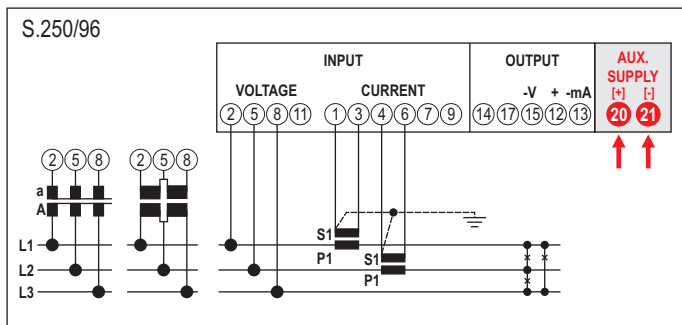 S.250/96
INPUT OUTPUT AUX. SUPPLY
VOLTAGE CURRENT -V + -mA [+] [-]
2 5 8 11 1 3 4 6 7 9 14 17 15 12 13 20 21
2 5 8 2 5 8
a
A
S1
L1
P1 S1
L2
P1
L3